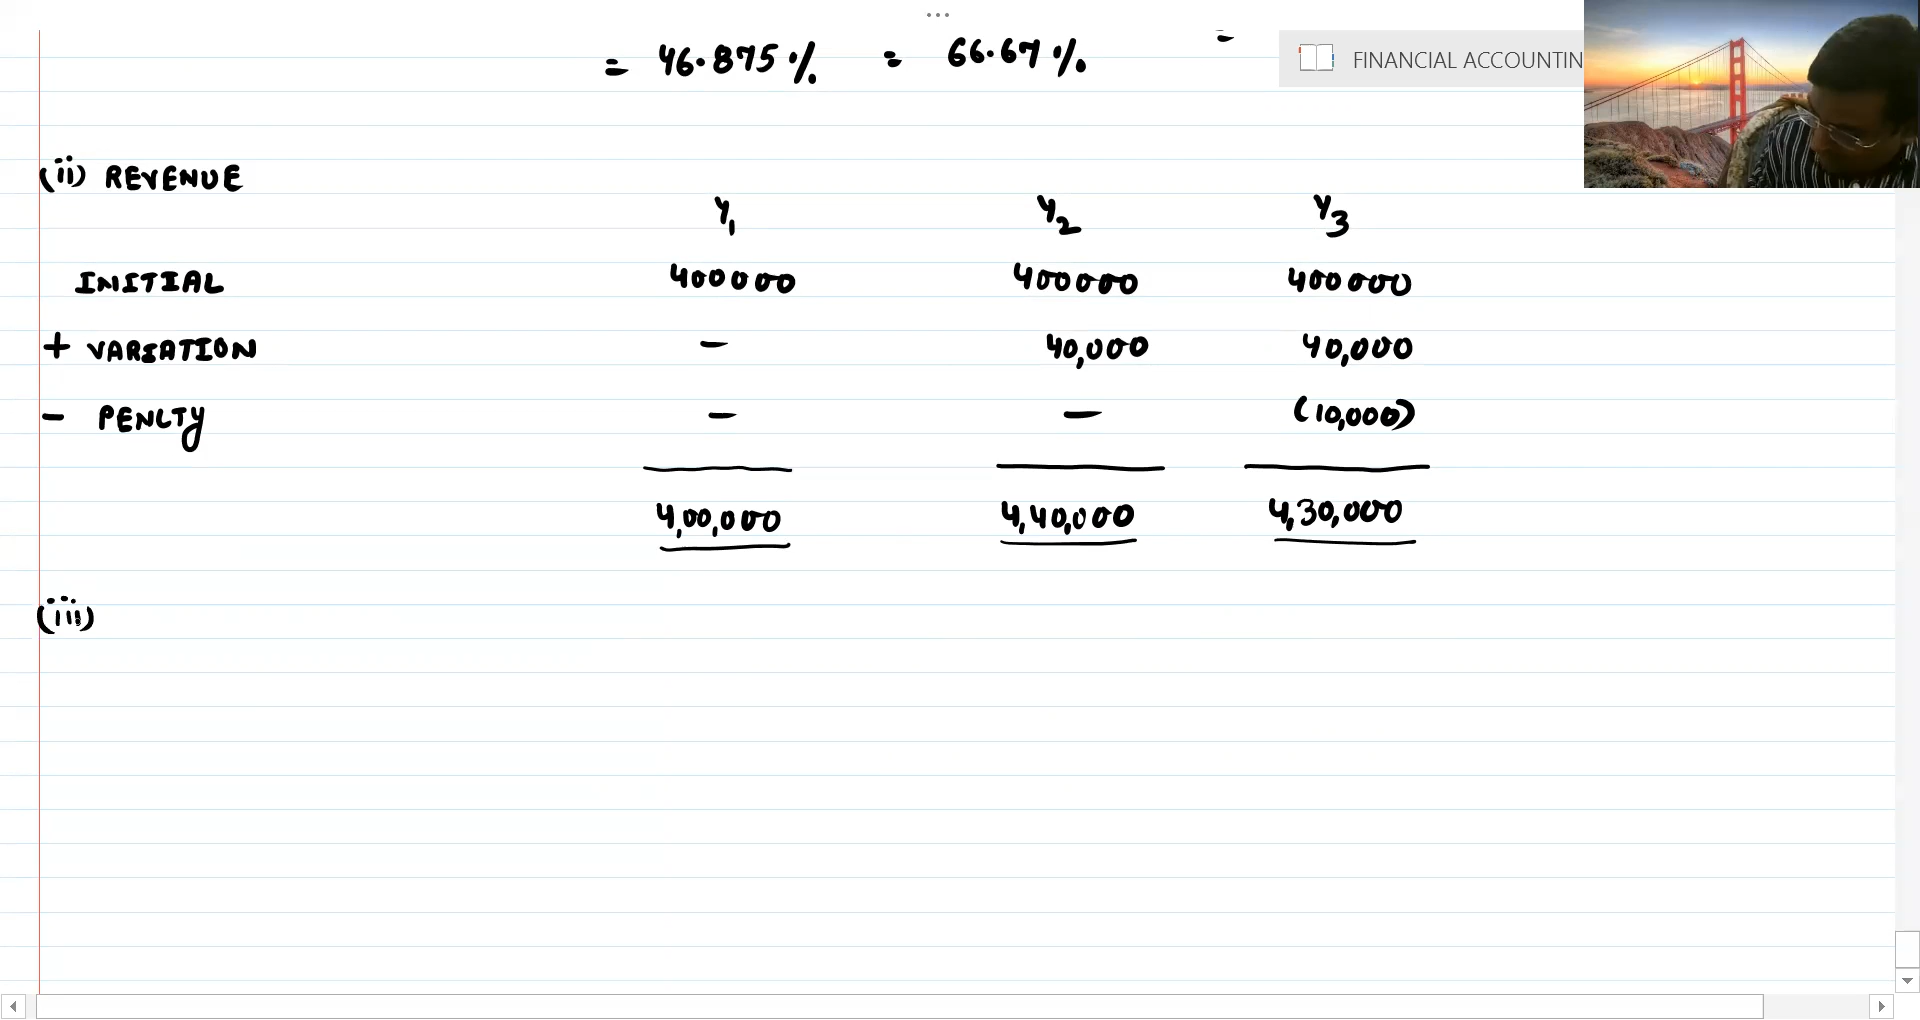 = 46.875 % = 66.67 % =
FINANCIAL ACCOUNTIN
(ii) REVENUE
Y1 Y2 Y3
INITIAL 400000 400000 400000
+ VARIATION - 40,000 40,000
- PENLTY - - (10,000)
4,00,000 4,40,000 4,30,000
(iii)